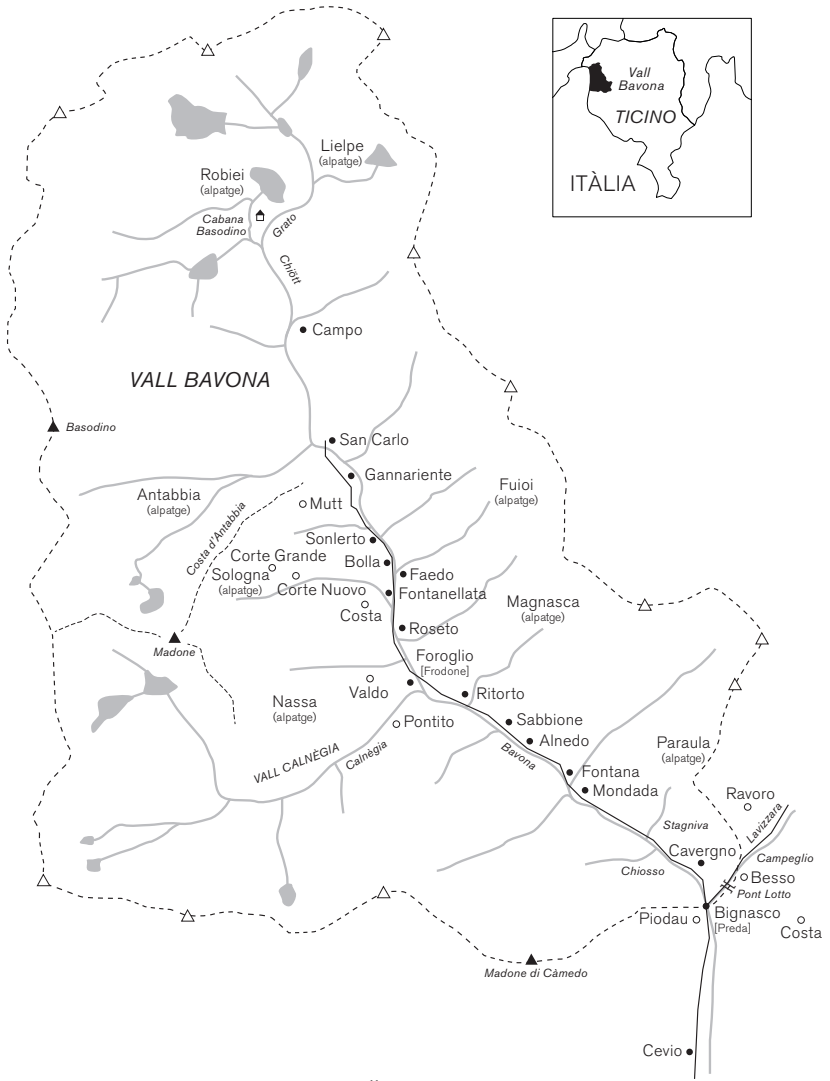 Vall
Bavona
TICINO
ITÀLIA
Lielpe
(alpatge)
Robiei
(alpatge)
Cabana
Basodino
Grato
Chiött
Campo
VALL BAVONA
Basodino
San Carlo
Gannariente
Antabbia
(alpatge)
Costa d'Antabbia
Mutt
Fuioi
(alpatge)
Sonlerto
Corte Grande
Bolla
Sologna
(alpatge)
Faedo
Corte Nuovo
Fontanellata
Costa
Magnasca
(alpatge)
Roseto
Madone
Foroglio
[Frodone]
Valdo
Ritorto
Nassa
(alpatge)
Pontito
Sabbione
Alnedo
Bavona
VALL CALNÈGIA
Calnègia
Paraula
(alpatge)
Fontana
Mondada
Ravoro
Lavizzara
Stagniva
Cavergno
Campeglio
Chiosso
Besso
Pont Lotto
Piodau
Bignasco
[Preda]
Costa
Madone di Càmedo
Cevio